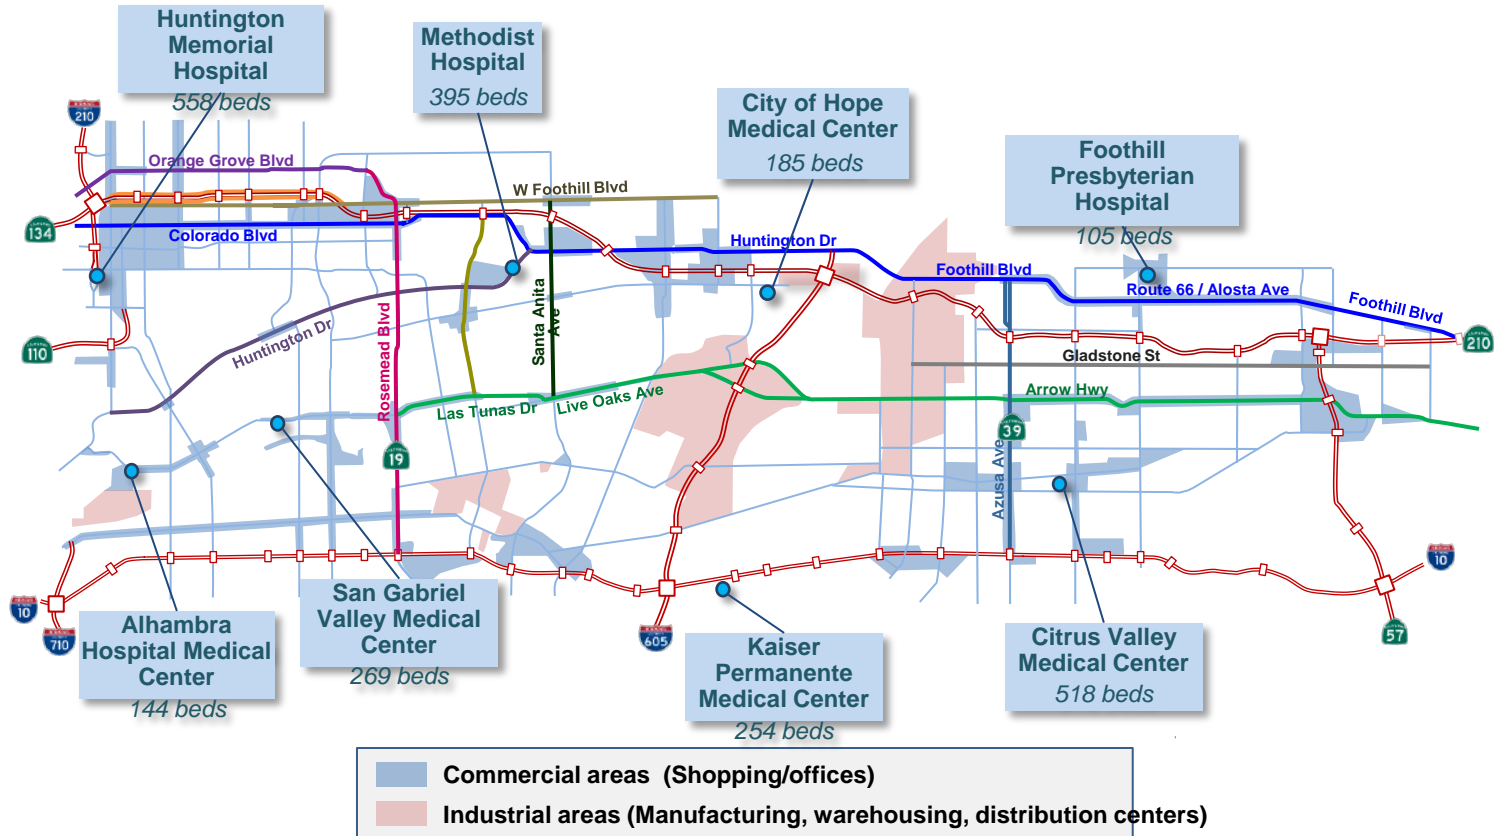 Huntington
Memorial
Hospital
558 beds
Methodist
Hospital
395 beds
City of Hope
Medical Center
185 beds
Foothill
Presbyterian
Hospital
105 beds
210
134
110
Orange Grove Blvd
W Foothill Blvd
Colorado Blvd
Huntington Dr
Foothill Blvd
Route 66 / Alosta Ave
Foothill Blvd
210
Huntington Dr
Rosemead Blvd
Santa Anita
Ave
Gladstone St
Las Tunas Dr
Live Oaks Ave
Arrow Hwy
19
39
Azusa Ave
10
710
605
10
57
Alhambra
Hospital Medical
Center
144 beds
San Gabriel
Valley Medical
Center
269 beds
Kaiser
Permanente
Medical Center
254 beds
Citrus Valley
Medical Center
518 beds
Commercial areas (Shopping/offices)
Industrial areas (Manufacturing, warehousing, distribution centers)